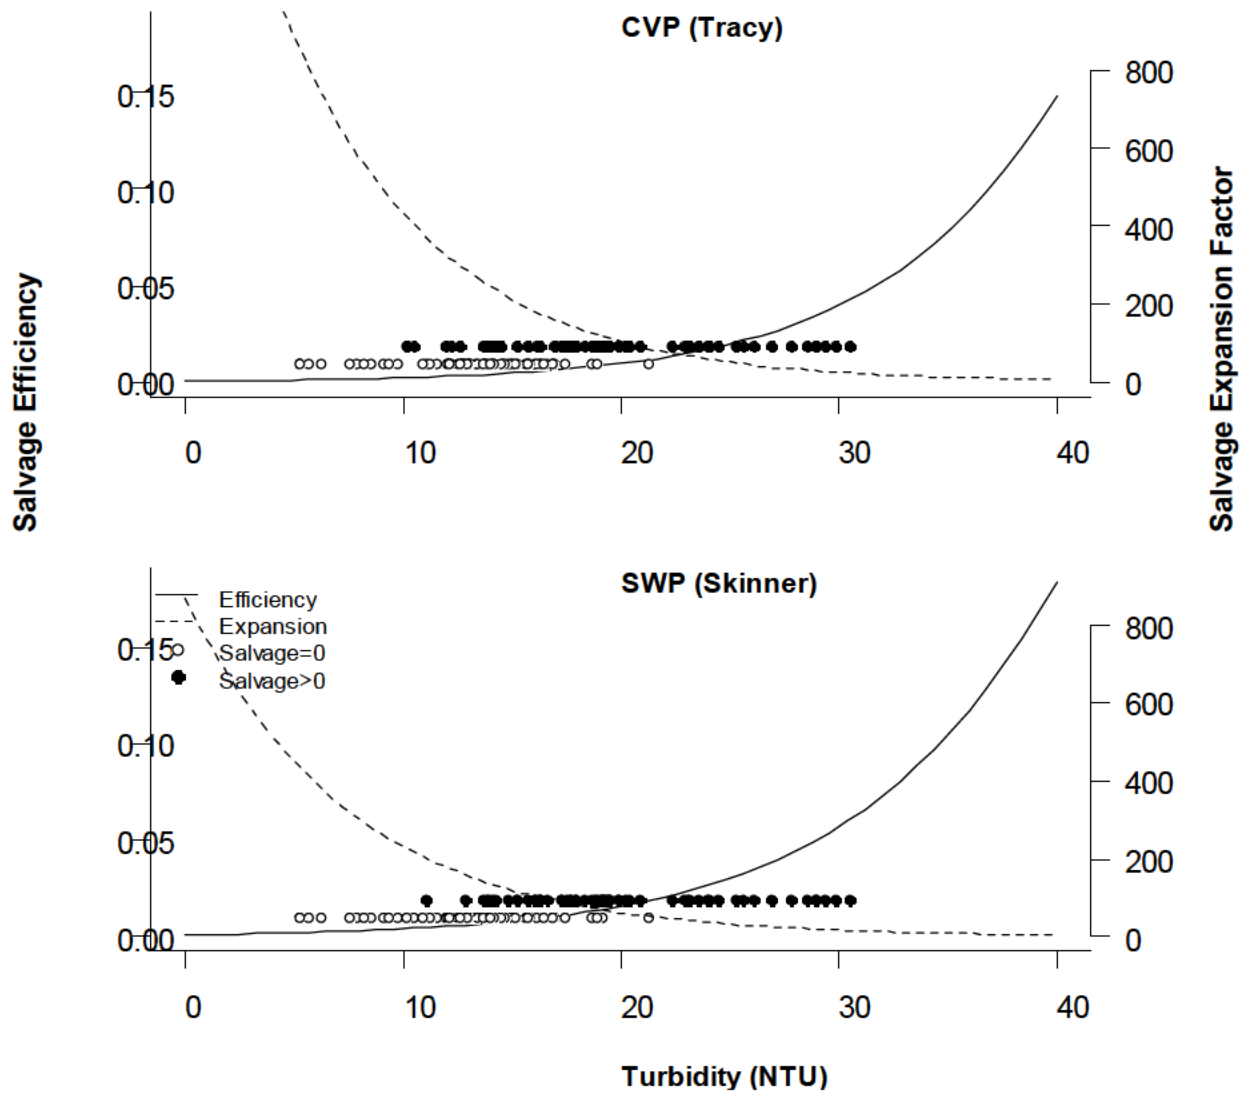 CVP (Tracy)
Salvage Efficiency
0.15
0.10
0.05
0.00
800
600
400
200
0
Salvage Expansion Factor
0 10 20 30 40
SWP (Skinner)
Efficiency
Expansion
Salvage=0
Salvage>0
0.15
0.10
0.05
0.00
800
600
400
200
0
0 10 20 30 40
Turbidity (NTU)